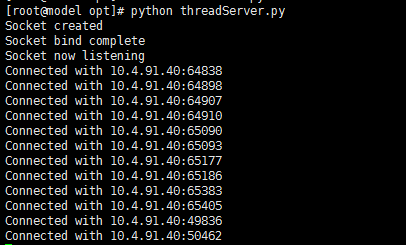 [root@model opt]# python threadServer.py
Socket created
Socket bind complete
Socket now listening
Connected with 10.4.91.40:64838
Connected with 10.4.91.40:64898
Connected with 10.4.91.40:64907
Connected with 10.4.91.40:64910
Connected with 10.4.91.40:65090
Connected with 10.4.91.40:65093
Connected with 10.4.91.40:65177
Connected with 10.4.91.40:65186
Connected with 10.4.91.40:65383
Connected with 10.4.91.40:65405
Connected with 10.4.91.40:49836
Connected with 10.4.91.40:50462